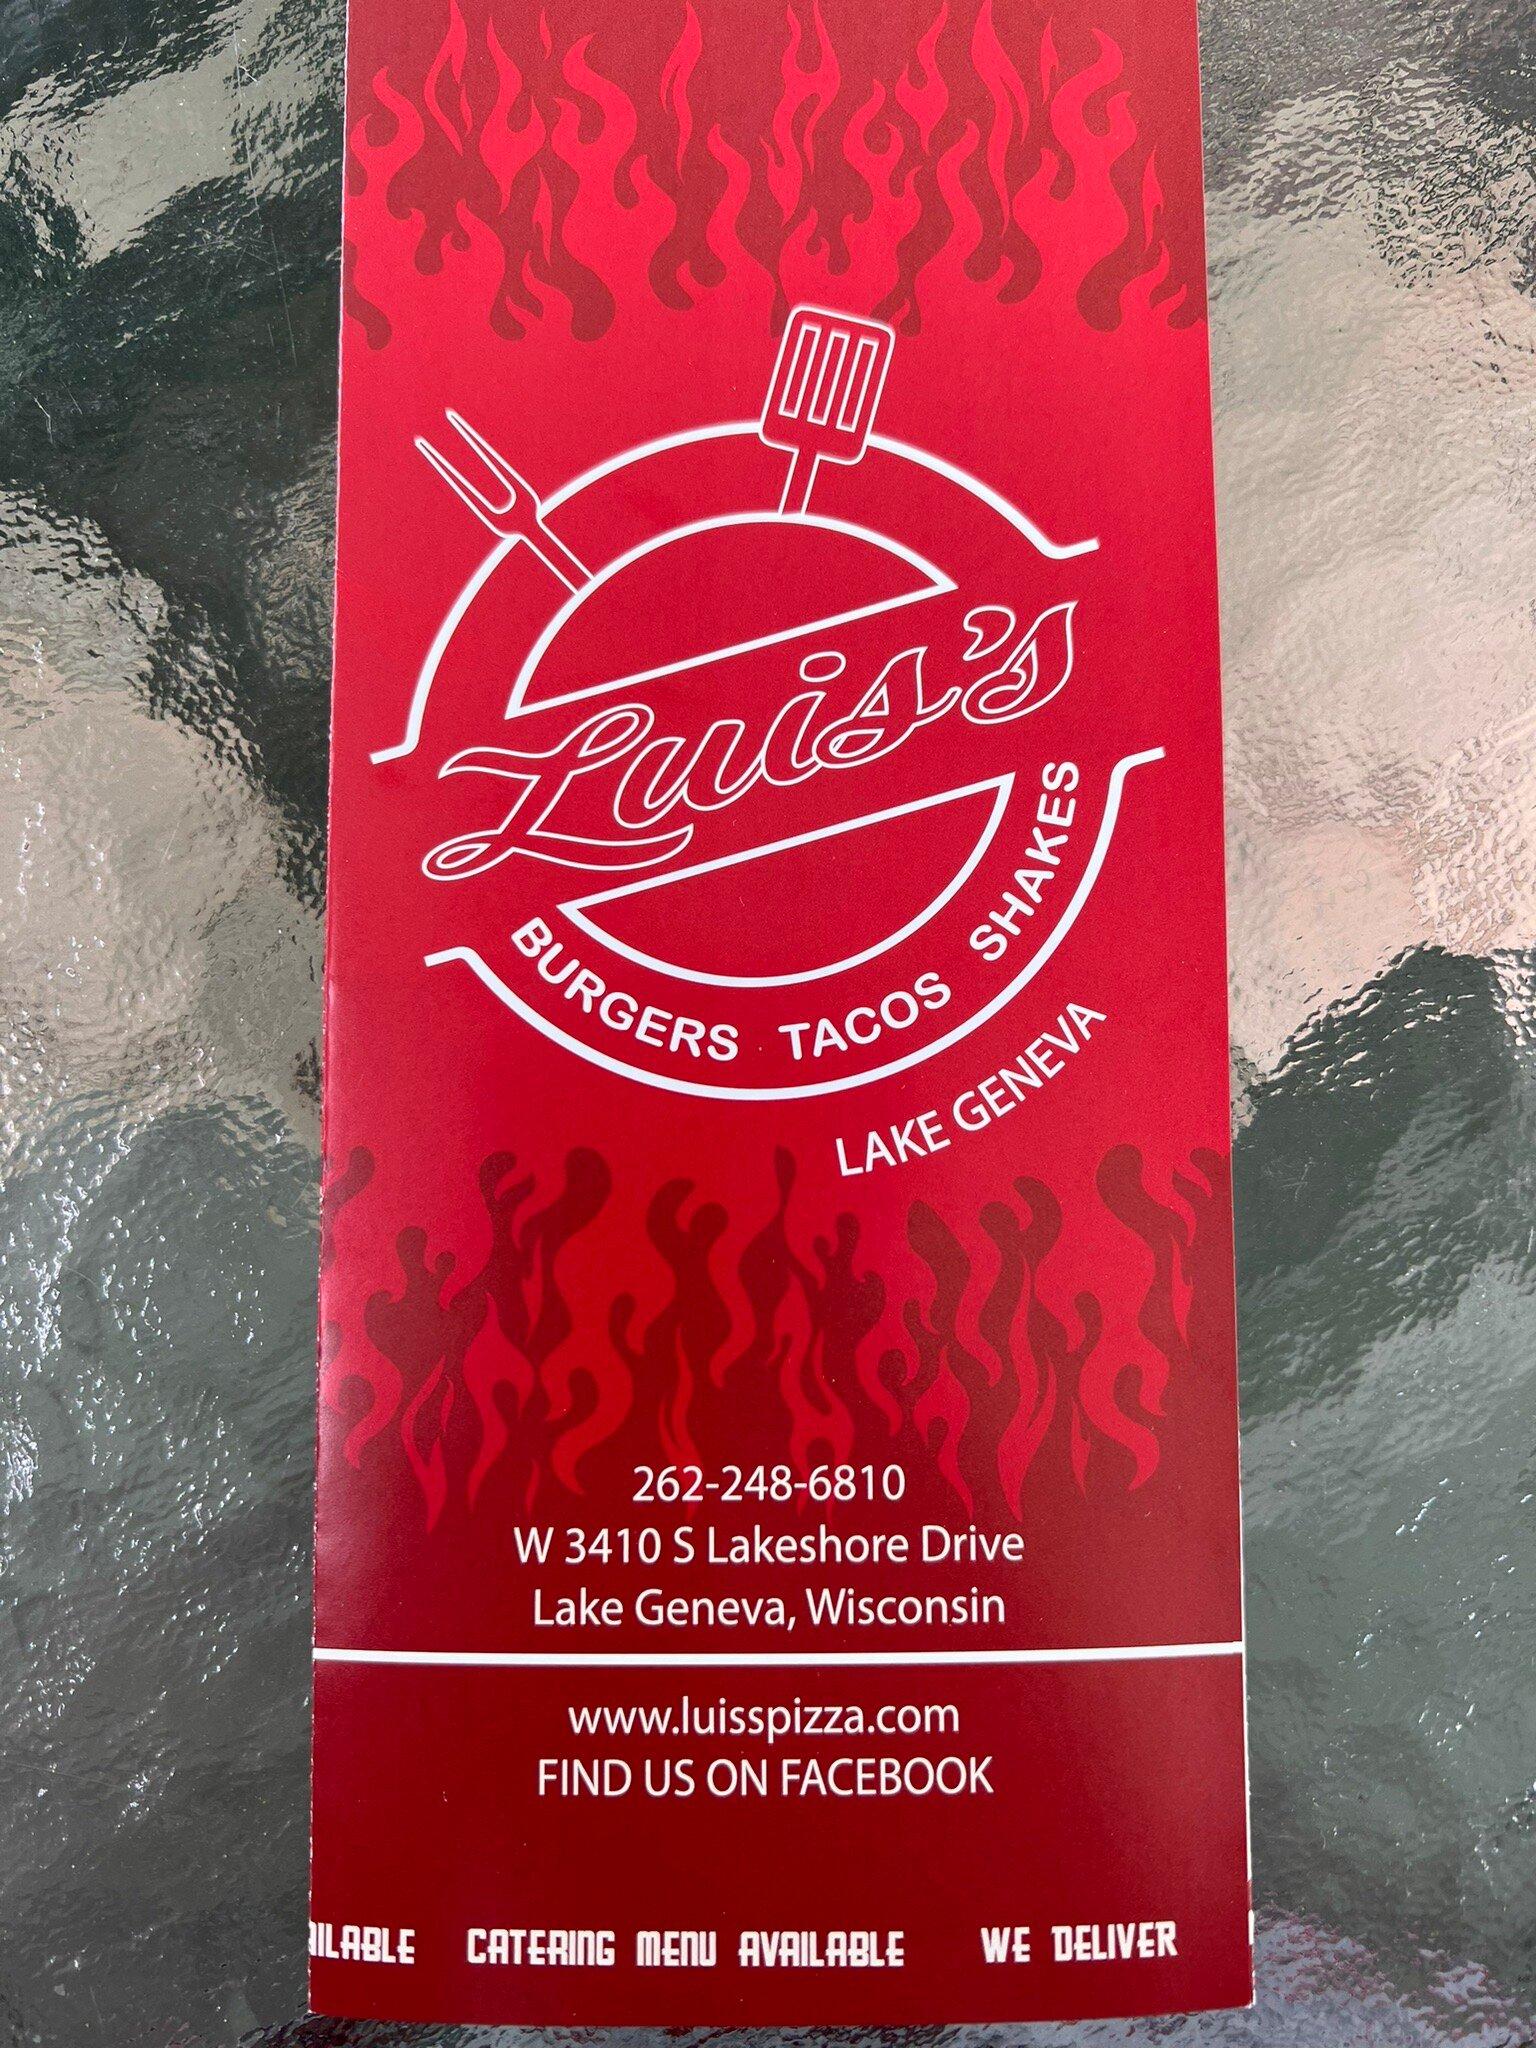 Luis's
BURGERS TACOS SHAKES
LAKE GENEVA
262-248-6810
W 3410 S Lakeshore Drive
Lake Geneva, Wisconsin
www.luisspizza.com
FIND US ON FACEBOOK
CATERING MENU AVAILABLE WE DELIVER